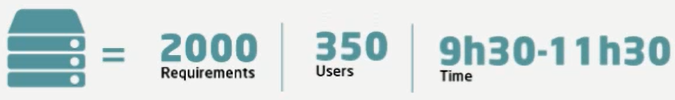 = 2000 350 9h30-11h30
Requirements Users Time